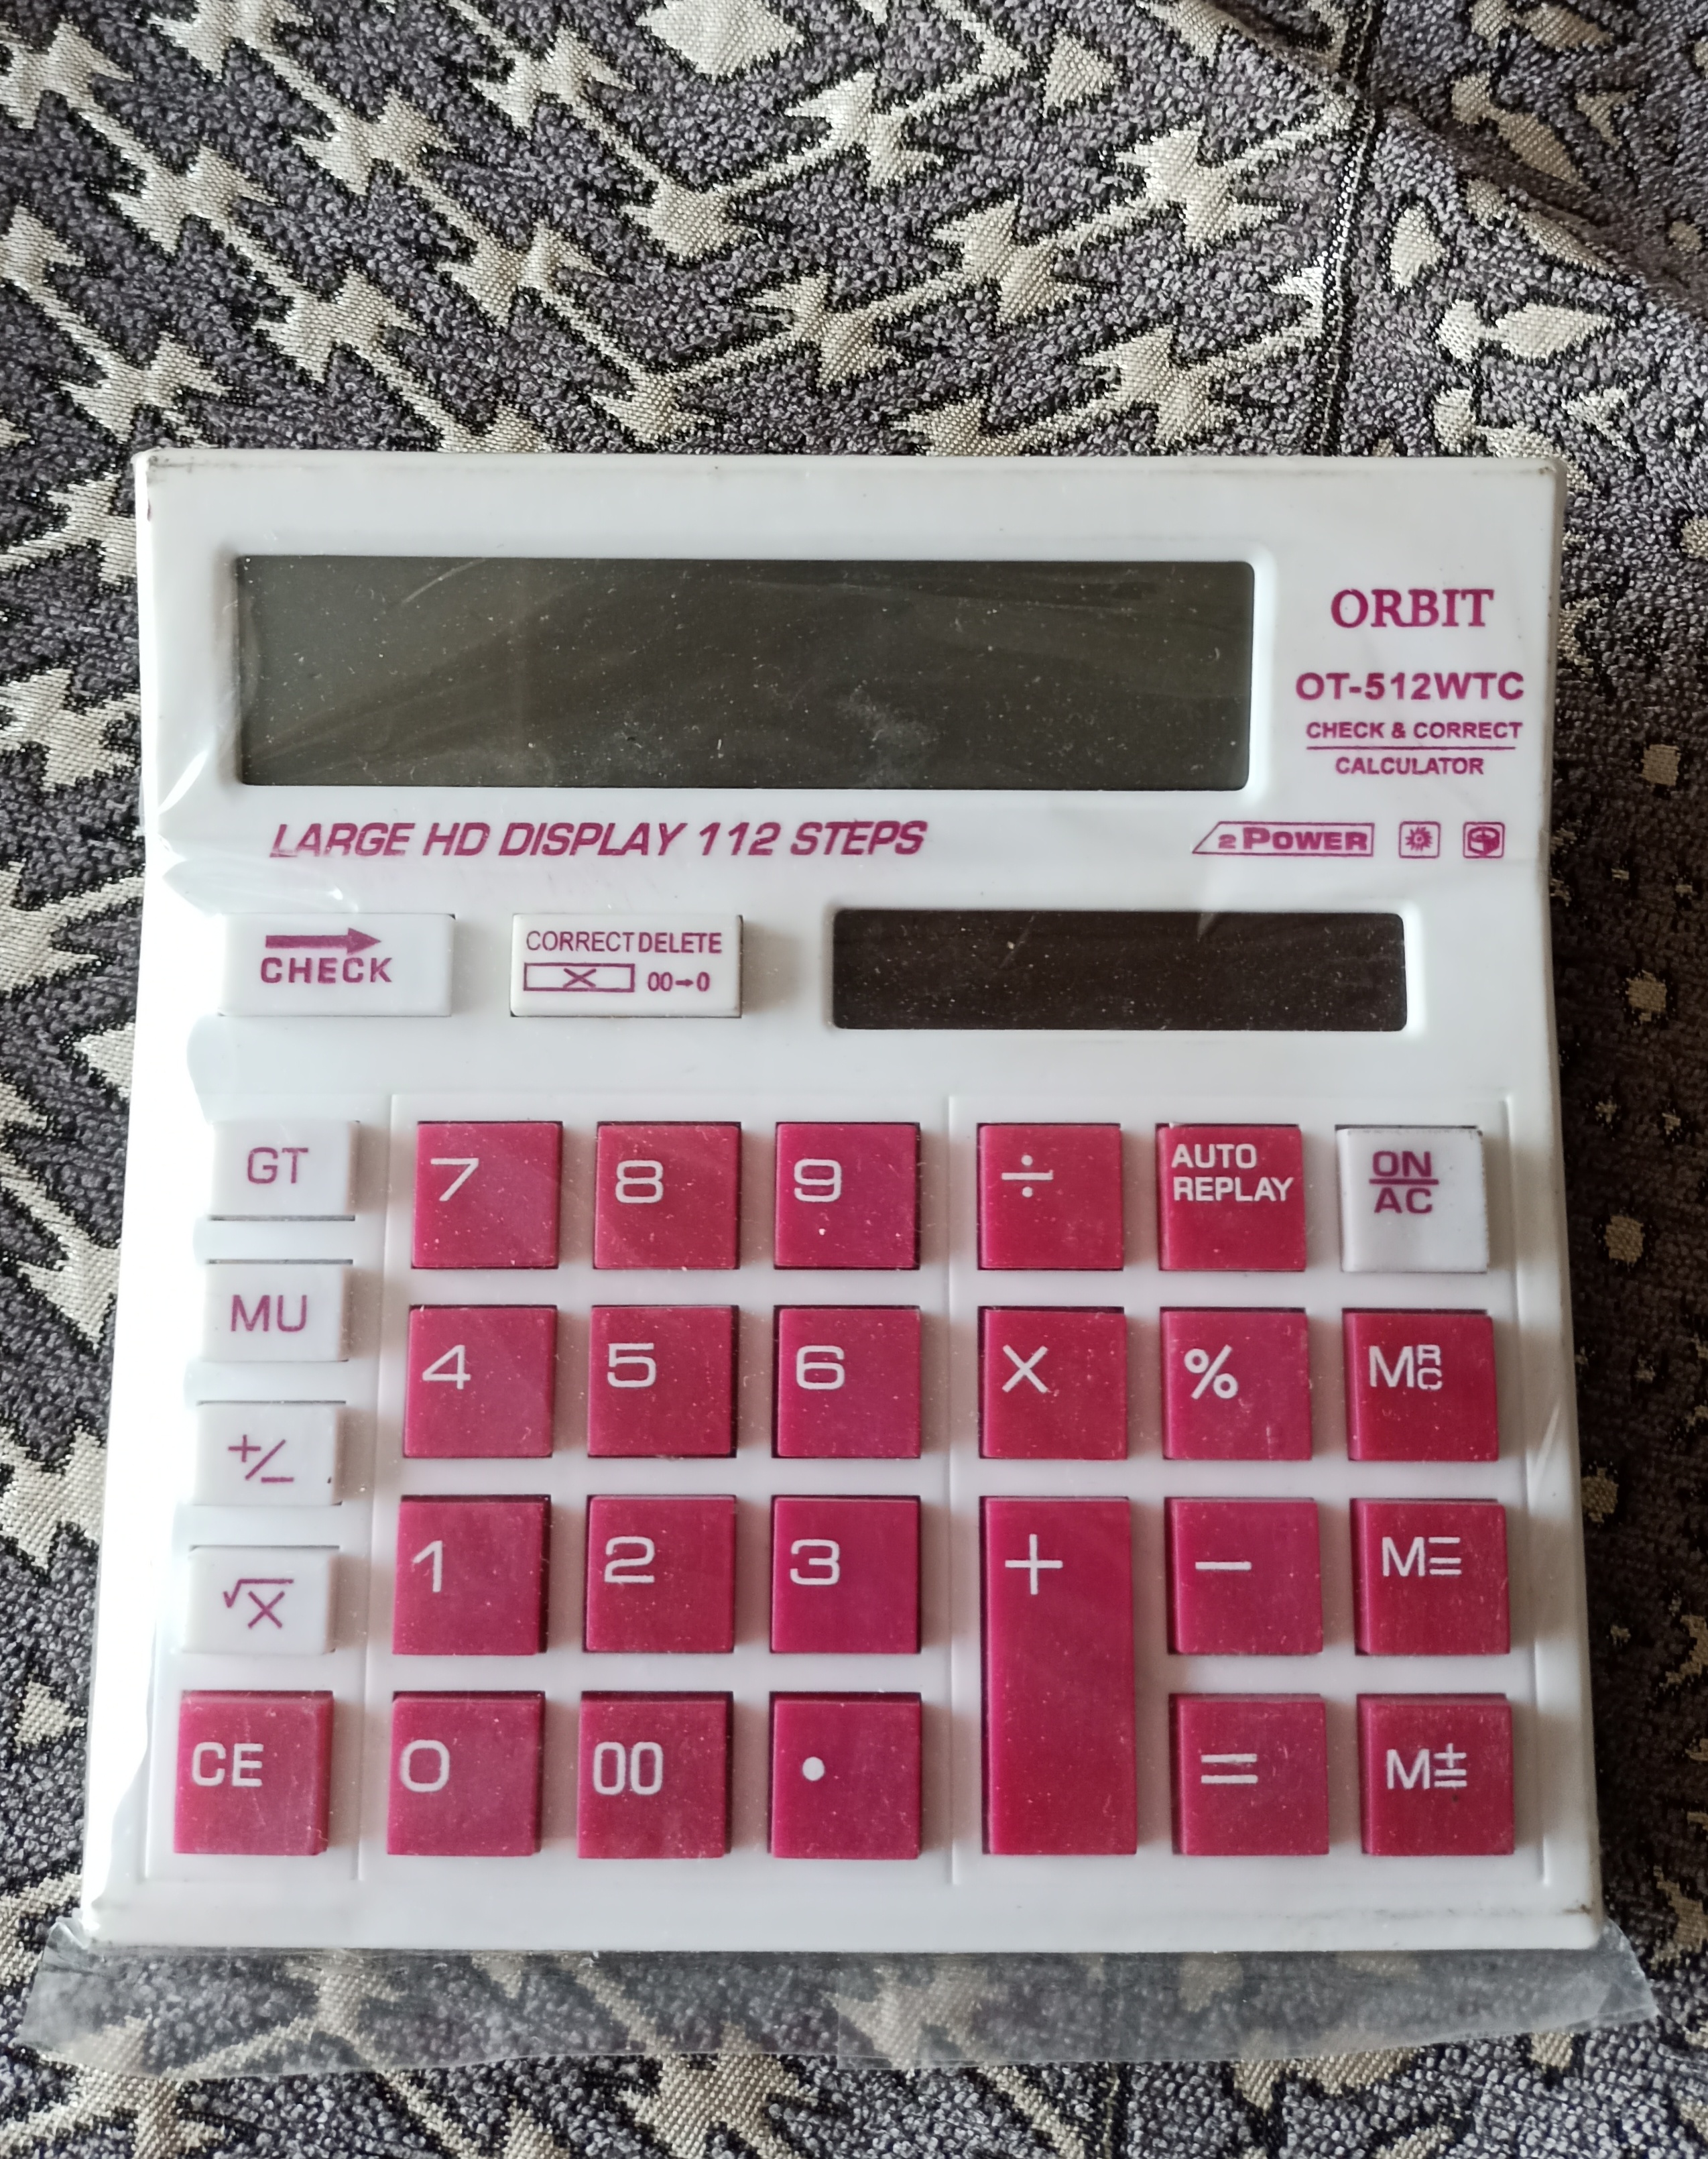 ORBIT
OT-512WTC
CHECK & CORRECT
CALCULATOR
LARGE HD DISPLAY 112 STEPS
2 POWER
CHECK
CORRECT DELETE
X 00→0
GT
7
8
9
÷
AUTO
REPLAY
ON
AC
MU
4
5
6
X
%
MRC
+/−
1
2
3
+
−
M=
√X
CE
0
00
•
=
M±